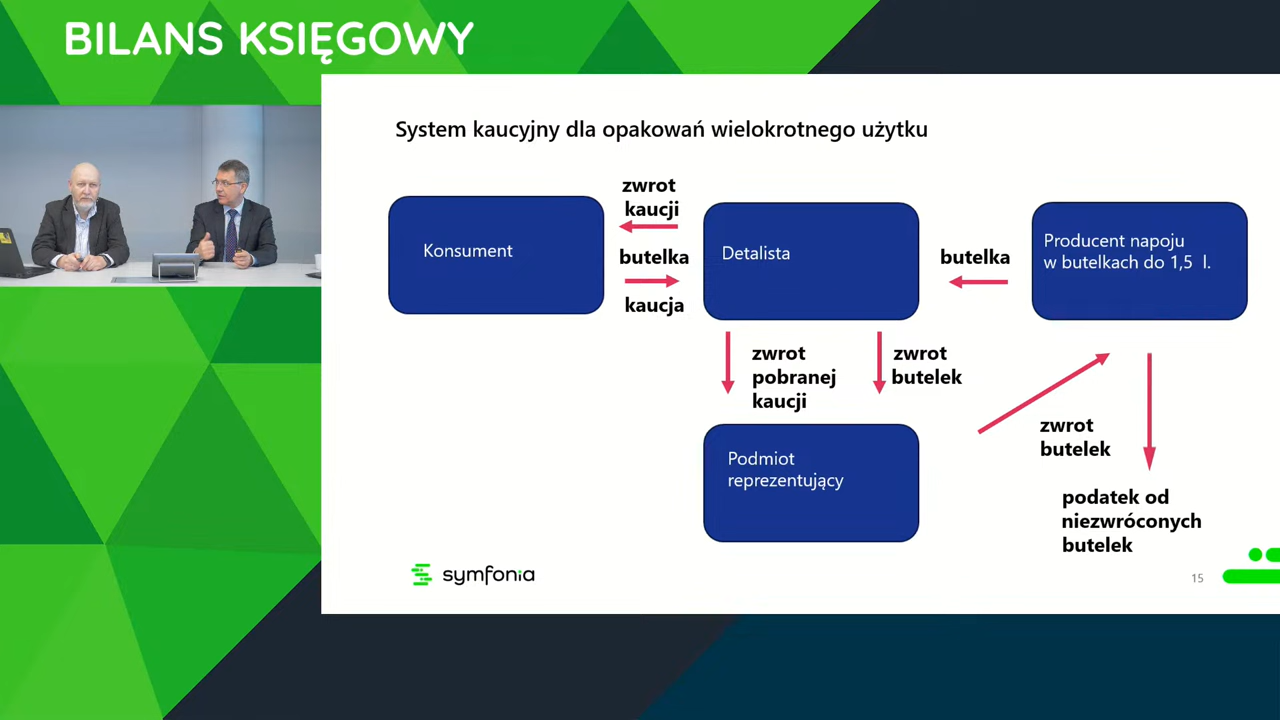 BILANS KSIĘGOWY
System kaucyjny dla opakowań wielokrotnego użytku
zwrot
kaucji
Konsument
butelka
kaucja
Detalista
butelka
Producent napoju
w butelkach do 1,5 l.
zwrot
pobranej
kaucji
zwrot
butelek
Podmiot
reprezentujący
zwrot
butelek
podatek od
niezwróconych
butelek
symfonia
15